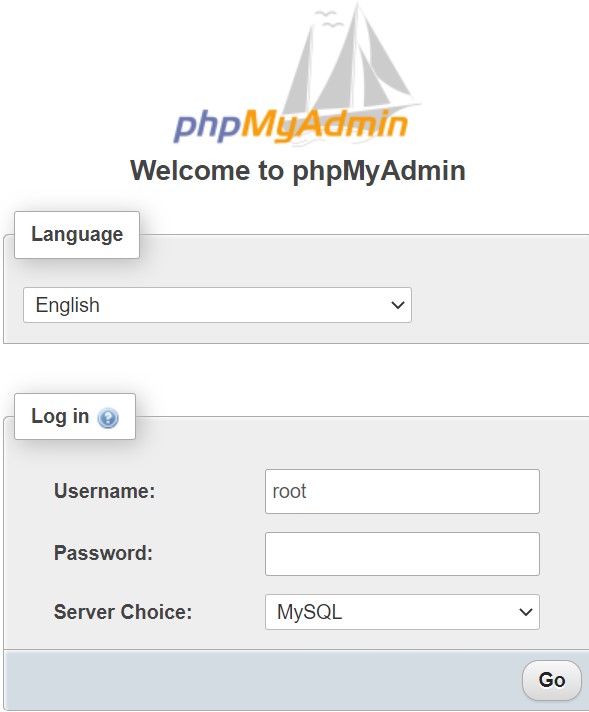 phpMyAdmin
Welcome to phpMyAdmin
Language
English
Log in ?
Username: root
Password:
Server Choice: MySQL
Go